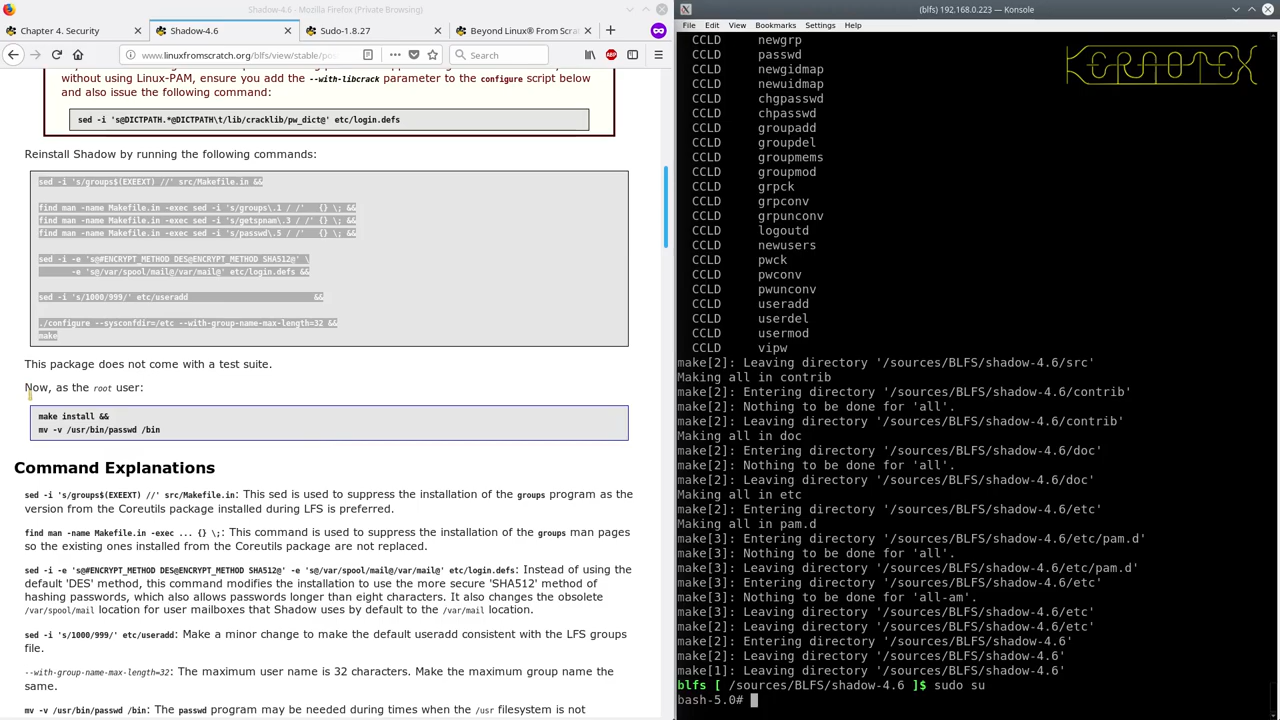 Shadow-4.6 - Mozilla Firefox (Private Browsing)
Chapter 4. Security
Shadow-4.6
Sudo-1.8.27
Beyond Linux® From Scra
www.linuxfromscratch.org/blfs/view/stable/pos
Search
without using Linux-PAM, ensure you add the --with-libcrack parameter to the configure script below
and also issue the following command:
sed -i 's@DICTPATH.*@DICTPATH\t/lib/cracklib/pw_dict@' etc/login.defs
Reinstall Shadow by running the following commands:
sed -i 's/groups$(EXEEXT) //' src/Makefile.in &&
find man -name Makefile.in -exec sed -i 's/groups\.1 / /'   {} \; &&
find man -name Makefile.in -exec sed -i 's/getspnam\.3 / /' {} \; &&
find man -name Makefile.in -exec sed -i 's/passwd\.5 / /'   {} \; &&
sed -i -e 's@#ENCRYPT_METHOD DES@ENCRYPT_METHOD SHA512@' \
-e 's@/var/spool/mail@/var/mail@' etc/login.defs &&
sed -i 's/1000/999/' etc/useradd                           &&
./configure --sysconfdir=/etc --with-group-name-max-length=32 &&
make
This package does not come with a test suite.
Now, as the root user:
make install &&
mv -v /usr/bin/passwd /bin
Command Explanations
sed -i 's/groups$(EXEEXT) //' src/Makefile.in: This sed is used to suppress the installation of the groups program as the
version from the Coreutils package installed during LFS is preferred.
find man -name Makefile.in -exec ... {} \;: This command is used to suppress the installation of the groups man pages
so the existing ones installed from the Coreutils package are not replaced.
sed -i -e 's@#ENCRYPT_METHOD DES@ENCRYPT_METHOD SHA512@' -e 's@/var/spool/mail@/var/mail@' etc/login.defs: Instead of using the
default 'DES' method, this command modifies the installation to use the more secure 'SHA512' method of
hashing passwords, which also allows passwords longer than eight characters. It also changes the obsolete
/var/spool/mail location for user mailboxes that Shadow uses by default to the /var/mail location.
sed -i 's/1000/999/' etc/useradd: Make a minor change to make the default useradd consistent with the LFS groups
file.
--with-group-name-max-length=32: The maximum user name is 32 characters. Make the maximum group name the
same.
mv -v /usr/bin/passwd /bin: The passwd program may be needed during times when the /usr filesystem is not
(blfs) 192.168.0.223 — Konsole
File Edit View Bookmarks Settings Help
KERNOTEX
CCLD     newgrp
CCLD     passwd
CCLD     newgidmap
CCLD     newuidmap
CCLD     chgpasswd
CCLD     chpasswd
CCLD     groupadd
CCLD     groupdel
CCLD     groupmems
CCLD     groupmod
CCLD     grpck
CCLD     grpconv
CCLD     grpunconv
CCLD     logoutd
CCLD     newusers
CCLD     pwck
CCLD     pwconv
CCLD     pwunconv
CCLD     useradd
CCLD     userdel
CCLD     usermod
CCLD     vipw
make[2]: Leaving directory '/sources/BLFS/shadow-4.6/src'
Making all in contrib
make[2]: Entering directory '/sources/BLFS/shadow-4.6/contrib'
make[2]: Nothing to be done for 'all'.
make[2]: Leaving directory '/sources/BLFS/shadow-4.6/contrib'
Making all in doc
make[2]: Entering directory '/sources/BLFS/shadow-4.6/doc'
make[2]: Nothing to be done for 'all'.
make[2]: Leaving directory '/sources/BLFS/shadow-4.6/doc'
Making all in etc
make[2]: Entering directory '/sources/BLFS/shadow-4.6/etc'
Making all in pam.d
make[3]: Entering directory '/sources/BLFS/shadow-4.6/etc/pam.d'
make[3]: Nothing to be done for 'all'.
make[3]: Leaving directory '/sources/BLFS/shadow-4.6/etc/pam.d'
make[3]: Entering directory '/sources/BLFS/shadow-4.6/etc'
make[3]: Nothing to be done for 'all-am'.
make[3]: Leaving directory '/sources/BLFS/shadow-4.6/etc'
make[2]: Leaving directory '/sources/BLFS/shadow-4.6/etc'
make[2]: Entering directory '/sources/BLFS/shadow-4.6'
make[2]: Leaving directory '/sources/BLFS/shadow-4.6'
make[1]: Leaving directory '/sources/BLFS/shadow-4.6'
blfs [ /sources/BLFS/shadow-4.6 ]$ sudo su
bash-5.0#